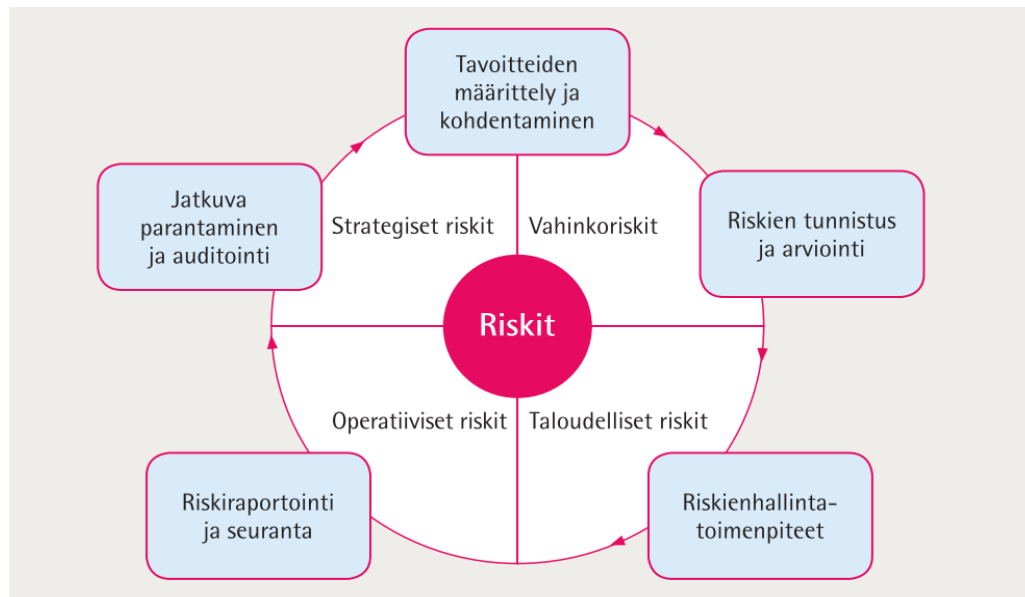 Tavoitteiden
määrittely ja
kohdentaminen
Jatkuva
parantaminen
ja auditointi
Strategiset riskit
Vahinkoriskit
Riskien tunnistus
ja arviointi
Riskit
Operatiiviset riskit
Taloudelliset riskit
Riskiraportointi
ja seuranta
Riskienhallinta-
toimenpiteet